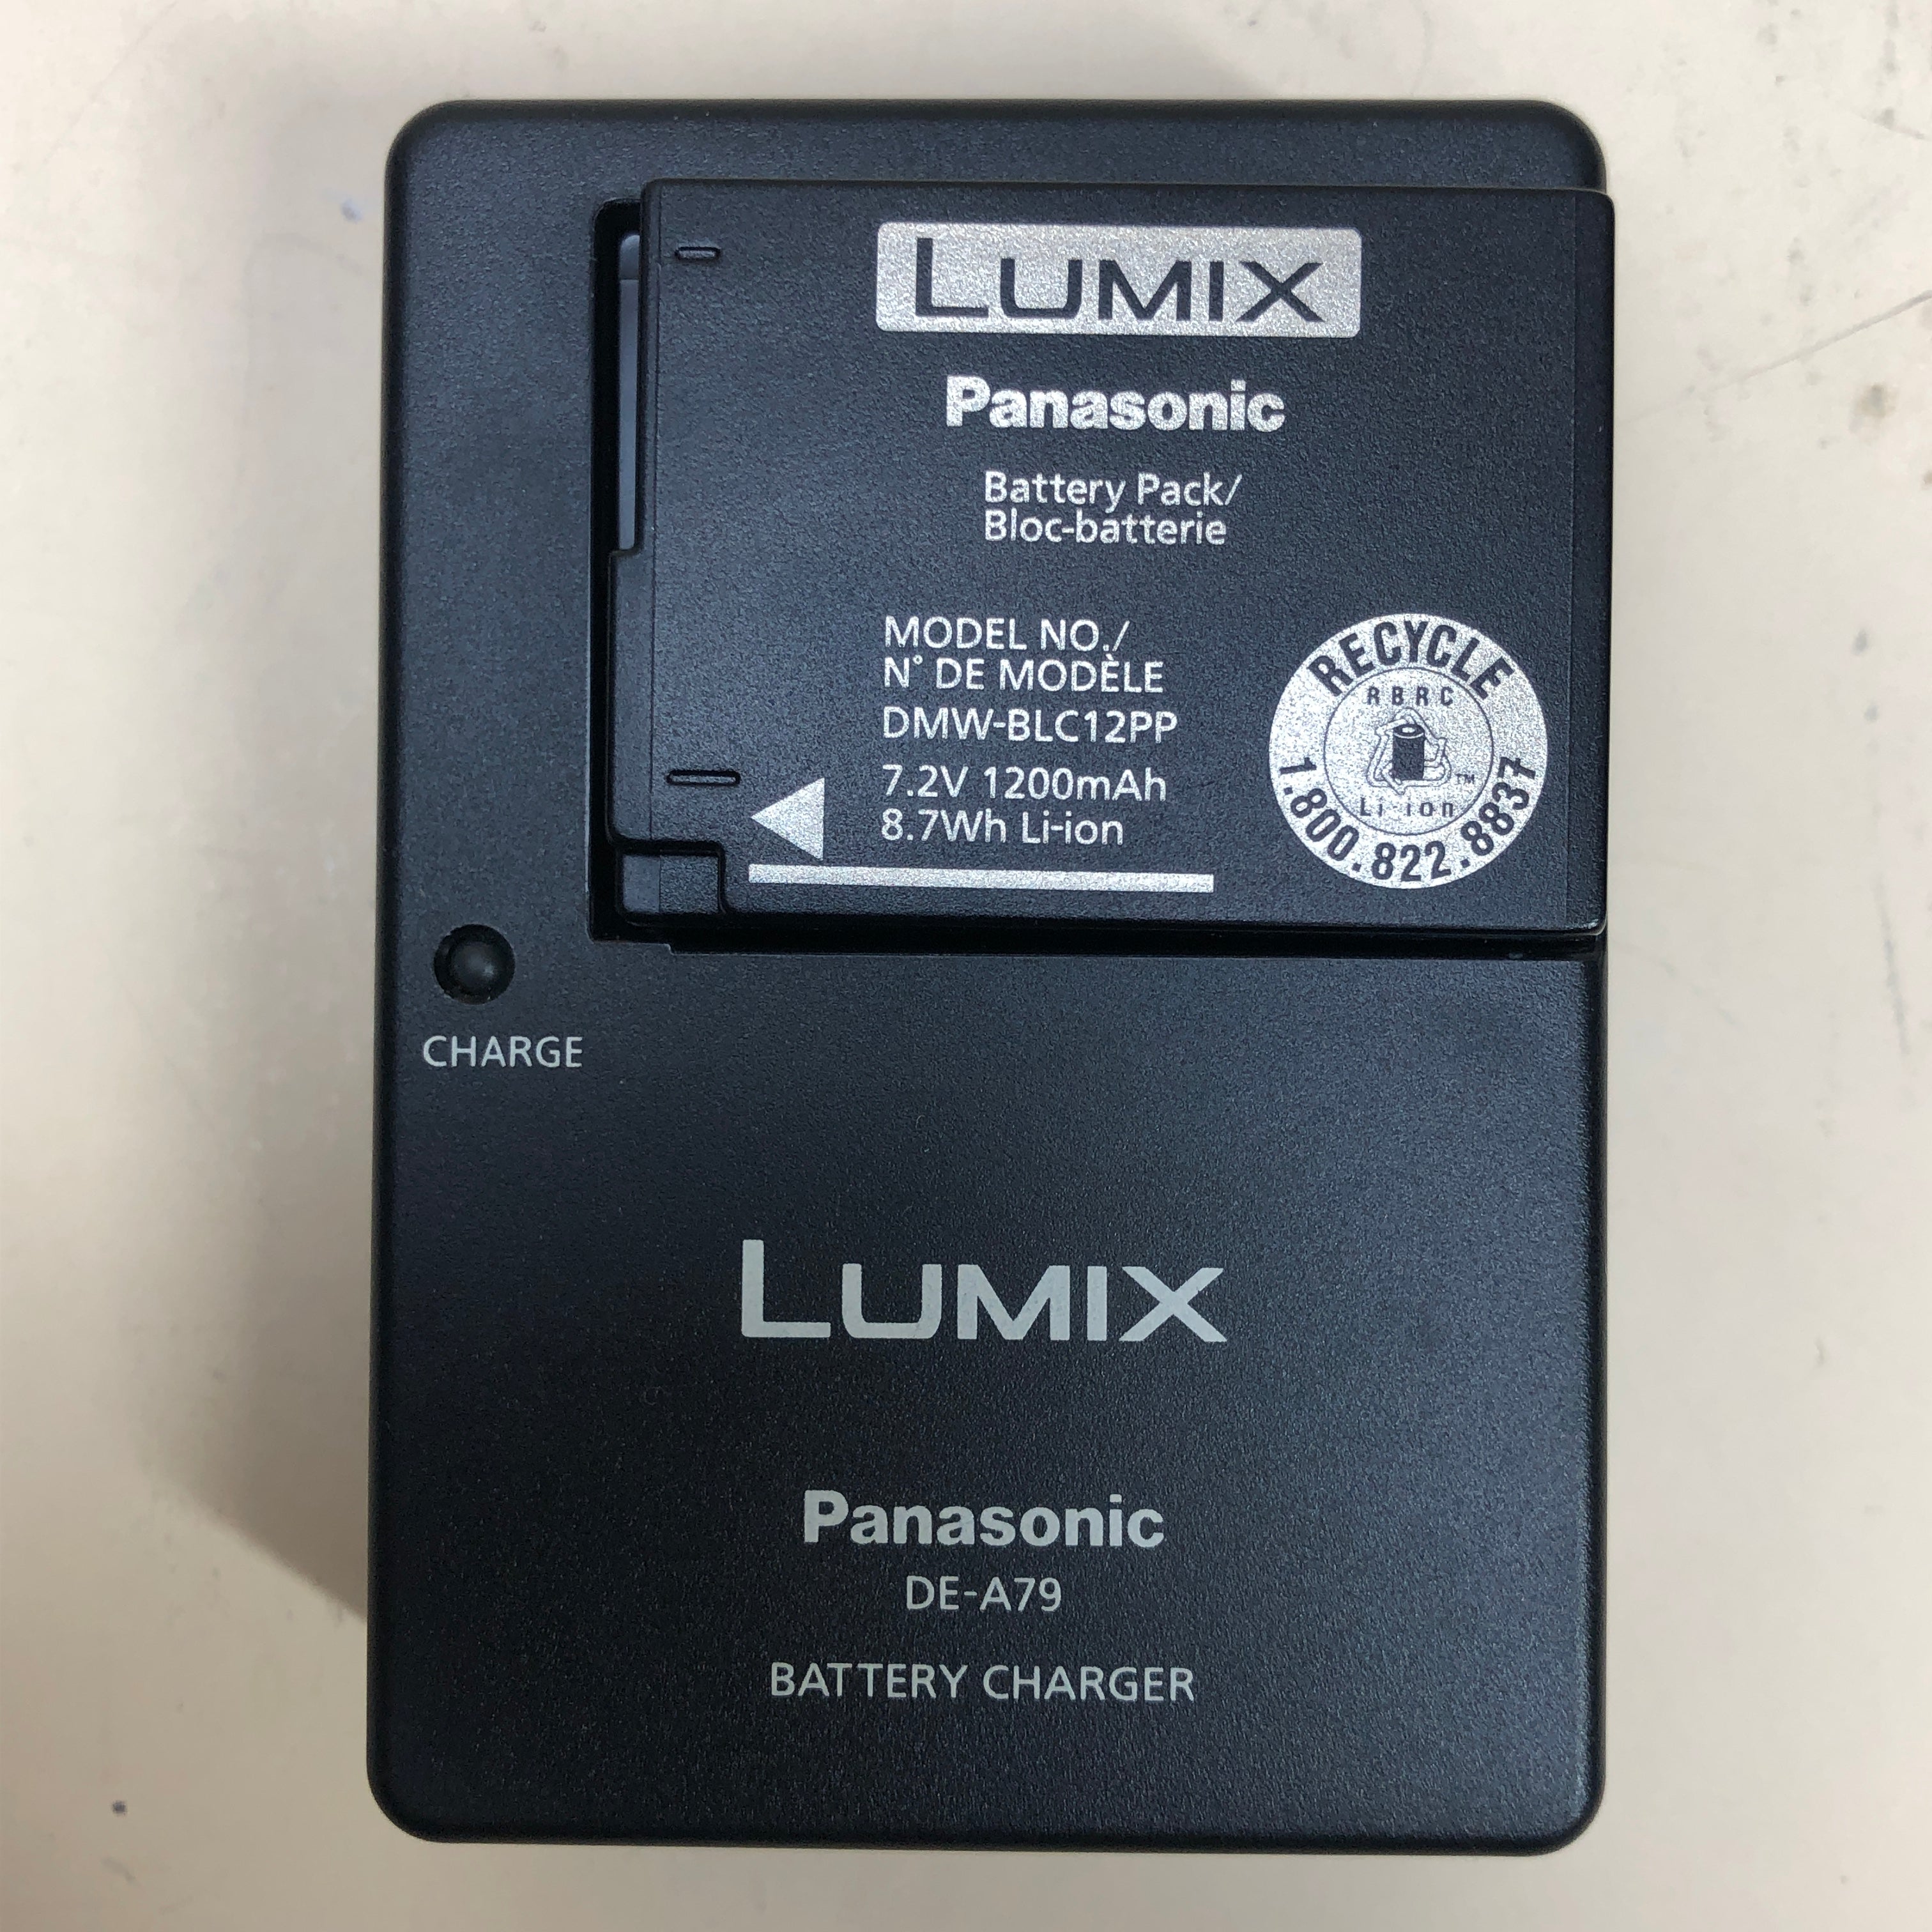 LUMIX
Panasonic
Battery Pack/
Bloc-batterie
MODEL NO./
N° DE MODÈLE
DMW-BLC12PP
7.2V 1200mAh
8.7Wh Li-ion
RECYCLE
RBRC
TM
Li-ion
1.800.822.8837
CHARGE
LUMIX
Panasonic
DE-A79
BATTERY CHARGER